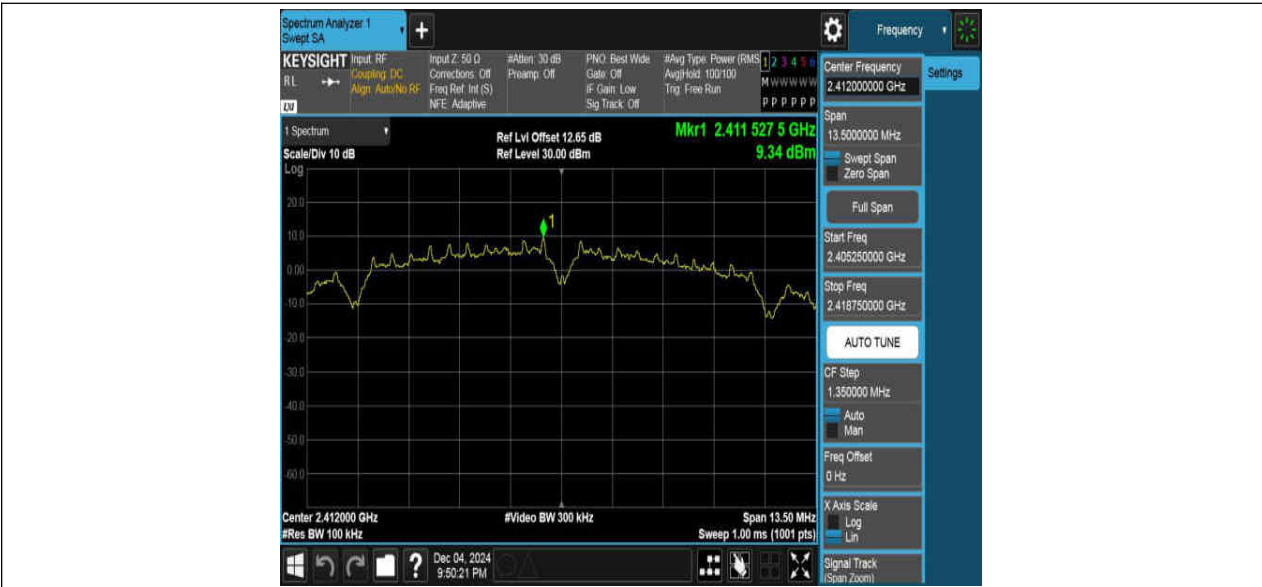 Spectrum Analyzer 1
Swept SA
+
Frequency
KEYSIGHT
RL
LXI
Input: RF
Coupling: DC
Align: Auto/No RF
Input Z: 50 Ω
Corrections: Off
Freq Ref: Int (S)
NFE: Adaptive
#Atten: 30 dB
Preamp: Off
PNO: Best Wide
Gate: Off
IF Gain: Low
Sig Track: Off
#Avg Type: Power (RMS
Avg|Hold: 100/100
Trig: Free Run
1 2 3 4 5 6
M W W W W W
P P P P P P
1 Spectrum
Scale/Div 10 dB
Log
Ref Lvl Offset 12.65 dB
Ref Level 30.00 dBm
Mkr1 2.411 527 5 GHz
9.34 dBm
1
20.0
10.0
0.00
-10.0
-20.0
-30.0
-40.0
-50.0
-60.0
Center 2.412000 GHz
#Res BW 100 kHz
#Video BW 300 kHz
Span 13.50 MHz
Sweep 1.00 ms (1001 pts)
Dec 04, 2024
9:50:21 PM
?
Center Frequency
2.412000000 GHz
Settings
Span
13.5000000 MHz
Swept Span
Zero Span
Full Span
Start Freq
2.405250000 GHz
Stop Freq
2.418750000 GHz
AUTO TUNE
CF Step
1.350000 MHz
Auto
Man
Freq Offset
0 Hz
X Axis Scale
Log
Lin
Signal Track
(Span Zoom)